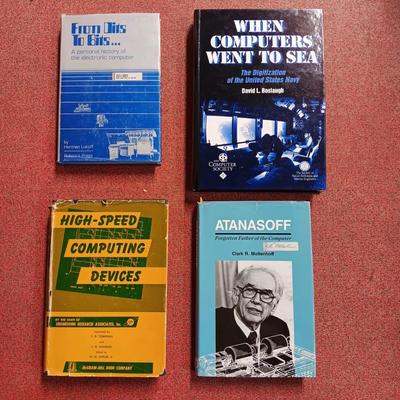 From Dits
To Bits...
A personal history of
the electronic computer
by
Herman Lukoff
Robotics Press
WHEN
COMPUTERS
WENT TO SEA
The Digitization
of the United States Navy
David L. Boslaugh
COMPUTER
SOCIETY
HIGH-SPEED
COMPUTING
DEVICES
BY THE STAFF OF
ENGINEERING RESEARCH ASSOCIATES, Inc.
McGRAW-HILL BOOK COMPANY
ATANASOFF
Forgotten Father of the Computer
Clark R. Mollenhoff